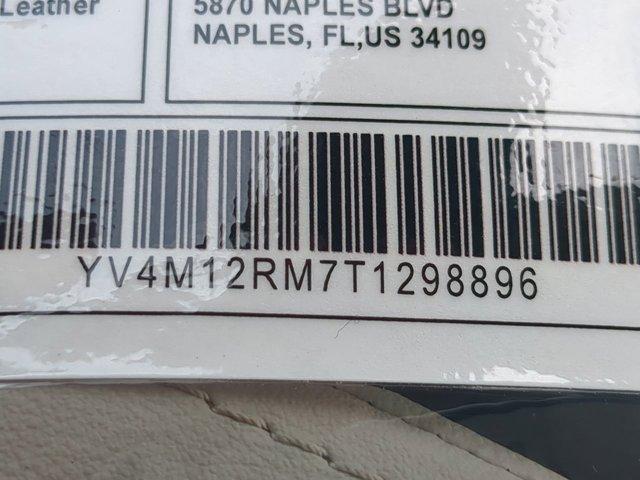 Leather
5870 NAPLES BLVD
NAPLES, FL,US 34109
YV4M12RM7T1298896